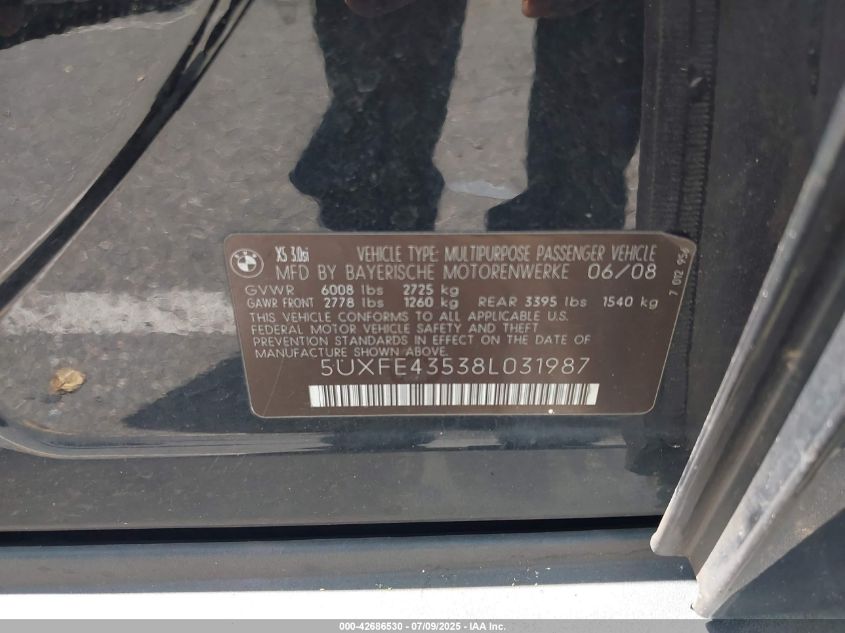 X5 3.0si VEHICLE TYPE: MULTIPURPOSE PASSENGER VEHICLE
MFD BY BAYERISCHE MOTORENWERKE 06/08
GVWR 6008 lbs 2725 kg
GAWR FRONT 2778 lbs 1260 kg REAR 3395 lbs 1540 kg
THIS VEHICLE CONFORMS TO ALL APPLICABLE U.S.
FEDERAL MOTOR VEHICLE SAFETY AND THEFT
PREVENTION STANDARDS IN EFFECT ON THE DATE OF
MANUFACTURE SHOWN ABOVE.
5UXFE43538L031987
7 012 956
000-42686530 - 07/09/2025 - IAA Inc.